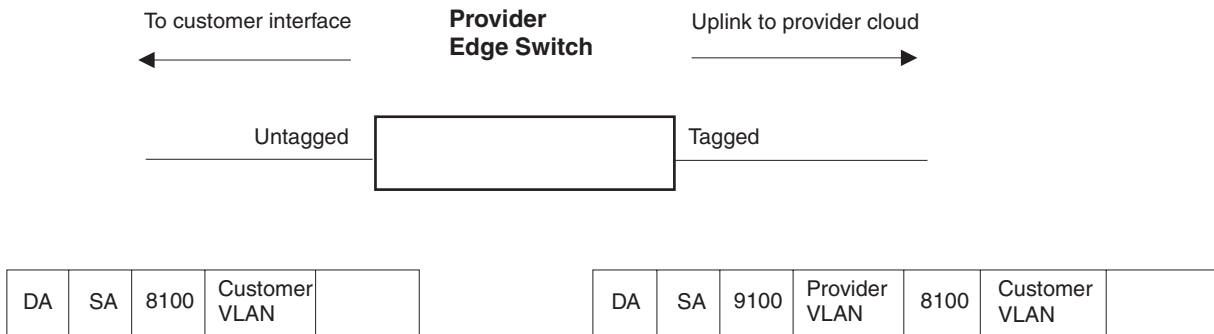 To customer interface
Provider
Edge Switch
Uplink to provider cloud
Untagged
Tagged
DA SA 8100 Customer
VLAN
DA SA 9100 Provider
VLAN 8100 Customer
VLAN